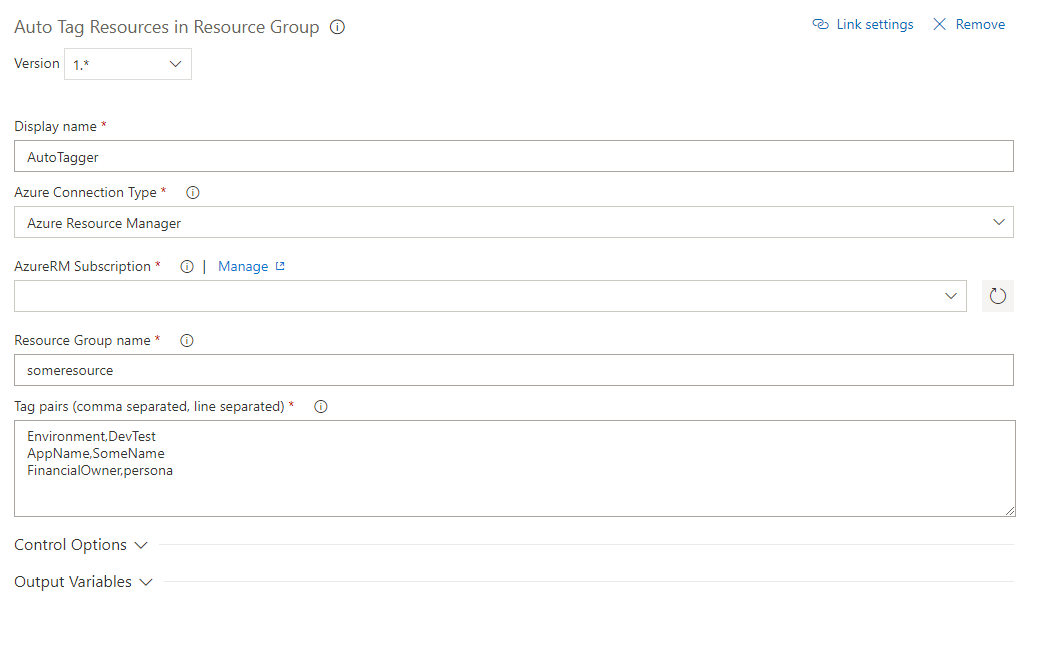 Auto Tag Resources in Resource Group
Link settings
Remove
Version 1.*
Display name *
AutoTagger
Azure Connection Type *
Azure Resource Manager
AzureRM Subscription * | Manage
Resource Group name *
someresource
Tag pairs (comma separated, line separated) *
Environment,DevTest
AppName,SomeName
FinancialOwner,persona
Control Options
Output Variables